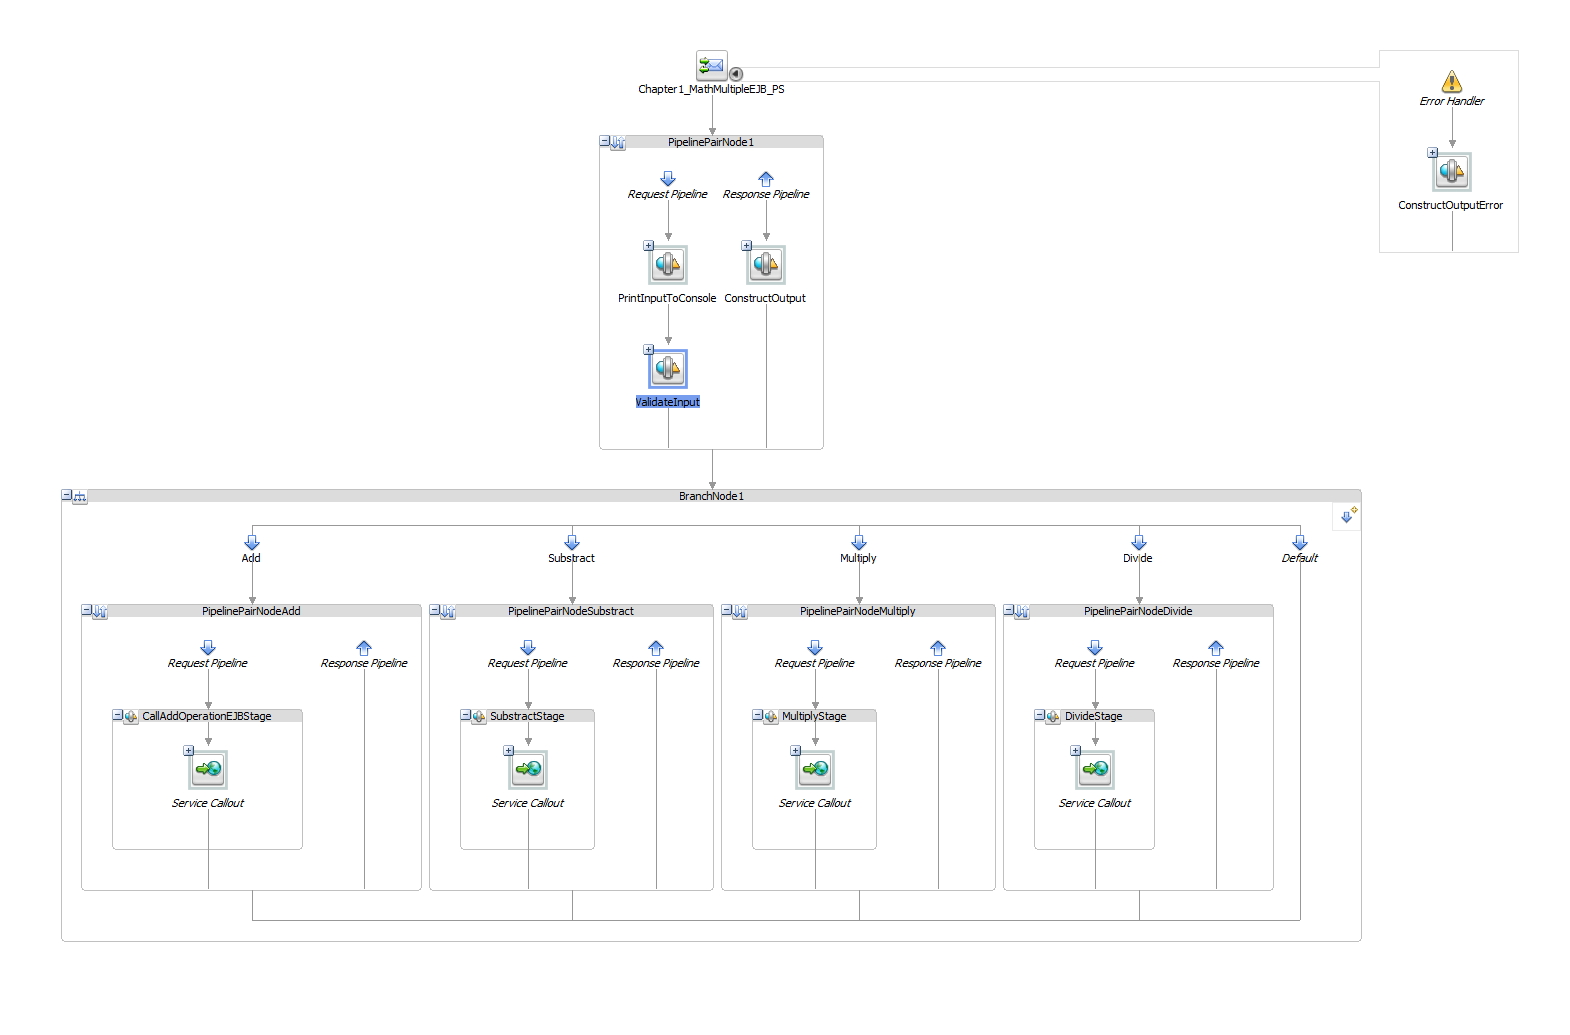 Chapter1_MathMultipleEJB_PS
Error Handler
ConstructOutputError
PipelinePairNode1
Request Pipeline
Response Pipeline
PrintInputToConsole
ConstructOutput
ValidateInput
BranchNode1
Add
Substract
Multiply
Divide
Default
PipelinePairNodeAdd
PipelinePairNodeSubstract
PipelinePairNodeMultiply
PipelinePairNodeDivide
Request Pipeline
Response Pipeline
Request Pipeline
Response Pipeline
Request Pipeline
Response Pipeline
Request Pipeline
Response Pipeline
CallAddOperationEJBStage
SubstractStage
MultiplyStage
DivideStage
Service Callout
Service Callout
Service Callout
Service Callout